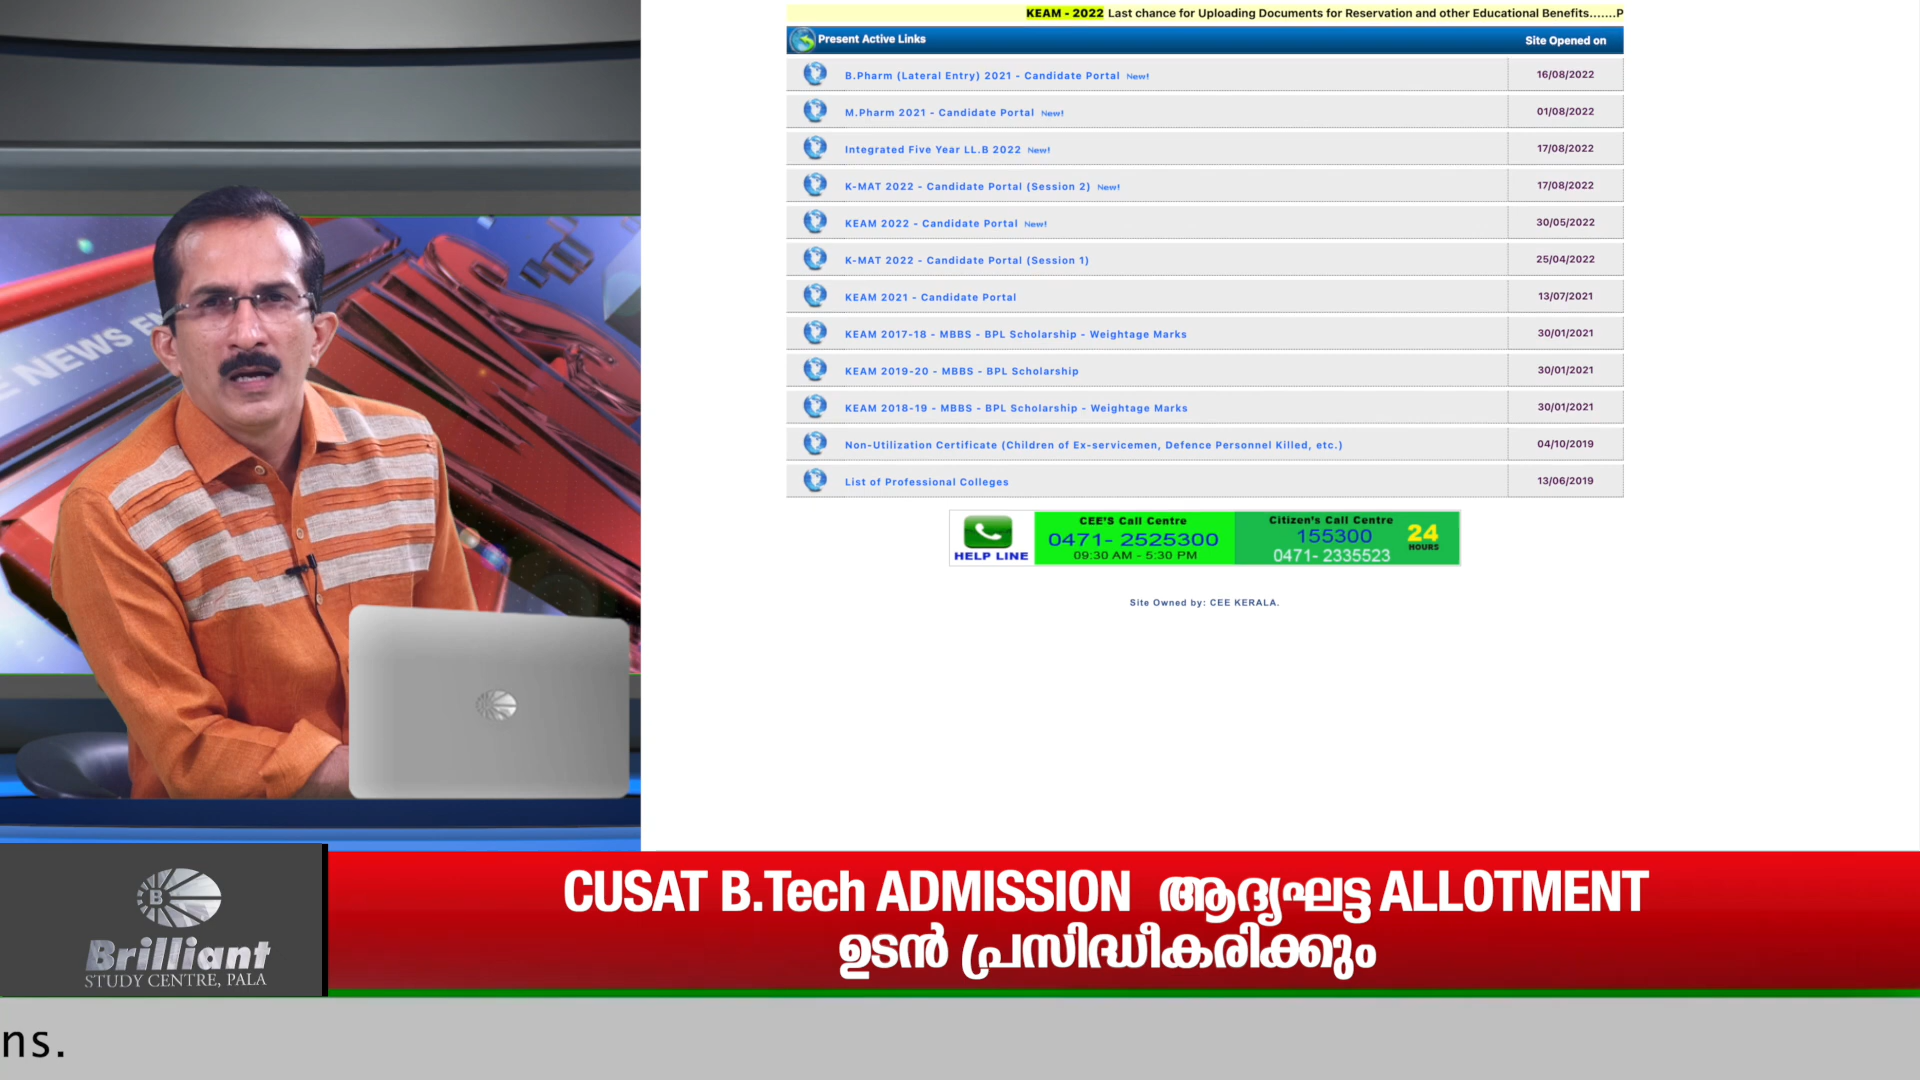 KEAM - 2022 Last chance for Uploading Documents for Reservation and other Educational Benefits.......P
Present Active Links Site Opened on
B.Pharm (Lateral Entry) 2021 - Candidate Portal New! 16/08/2022
M.Pharm 2021 - Candidate Portal New! 01/08/2022
Integrated Five Year LL.B 2022 New! 17/08/2022
K-MAT 2022 - Candidate Portal (Session 2) New! 17/08/2022
KEAM 2022 - Candidate Portal New! 30/05/2022
K-MAT 2022 - Candidate Portal (Session 1) 25/04/2022
KEAM 2021 - Candidate Portal 13/07/2021
KEAM 2017-18 - MBBS - BPL Scholarship - Weightage Marks 30/01/2021
KEAM 2019-20 - MBBS - BPL Scholarship 30/01/2021
KEAM 2018-19 - MBBS - BPL Scholarship - Weightage Marks 30/01/2021
Non-Utilization Certificate (Children of Ex-servicemen, Defence Personnel Killed, etc.) 04/10/2019
List of Professional Colleges 13/06/2019
HELP LINE
CEE'S Call Centre
0471- 2525300
09:30 AM - 5:30 PM
Citizen's Call Centre
155300
0471- 2335523
24
HOURS
Site Owned by: CEE KERALA.
E NEWS
B
Brilliant
STUDY CENTRE, PALA
CUSAT B.Tech ADMISSION ആദ്യഘട്ട ALLOTMENT
ഉടൻ പ്രസിദ്ധീകരിക്കും
ns.